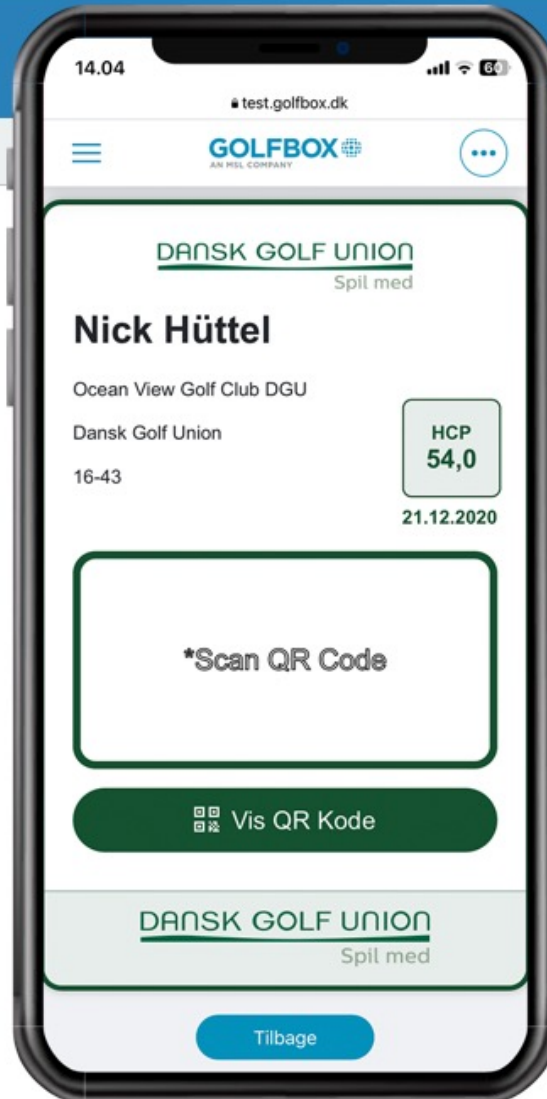 14.04
60
test.golfbox.dk
GOLFBOX
AN MSL COMPANY
DANSK GOLF UNION
Spil med
Nick Hüttel
Ocean View Golf Club DGU
Dansk Golf Union
16-43
HCP
54,0
21.12.2020
*Scan QR Code
Vis QR Kode
DANSK GOLF UNION
Spil med
Tilbage